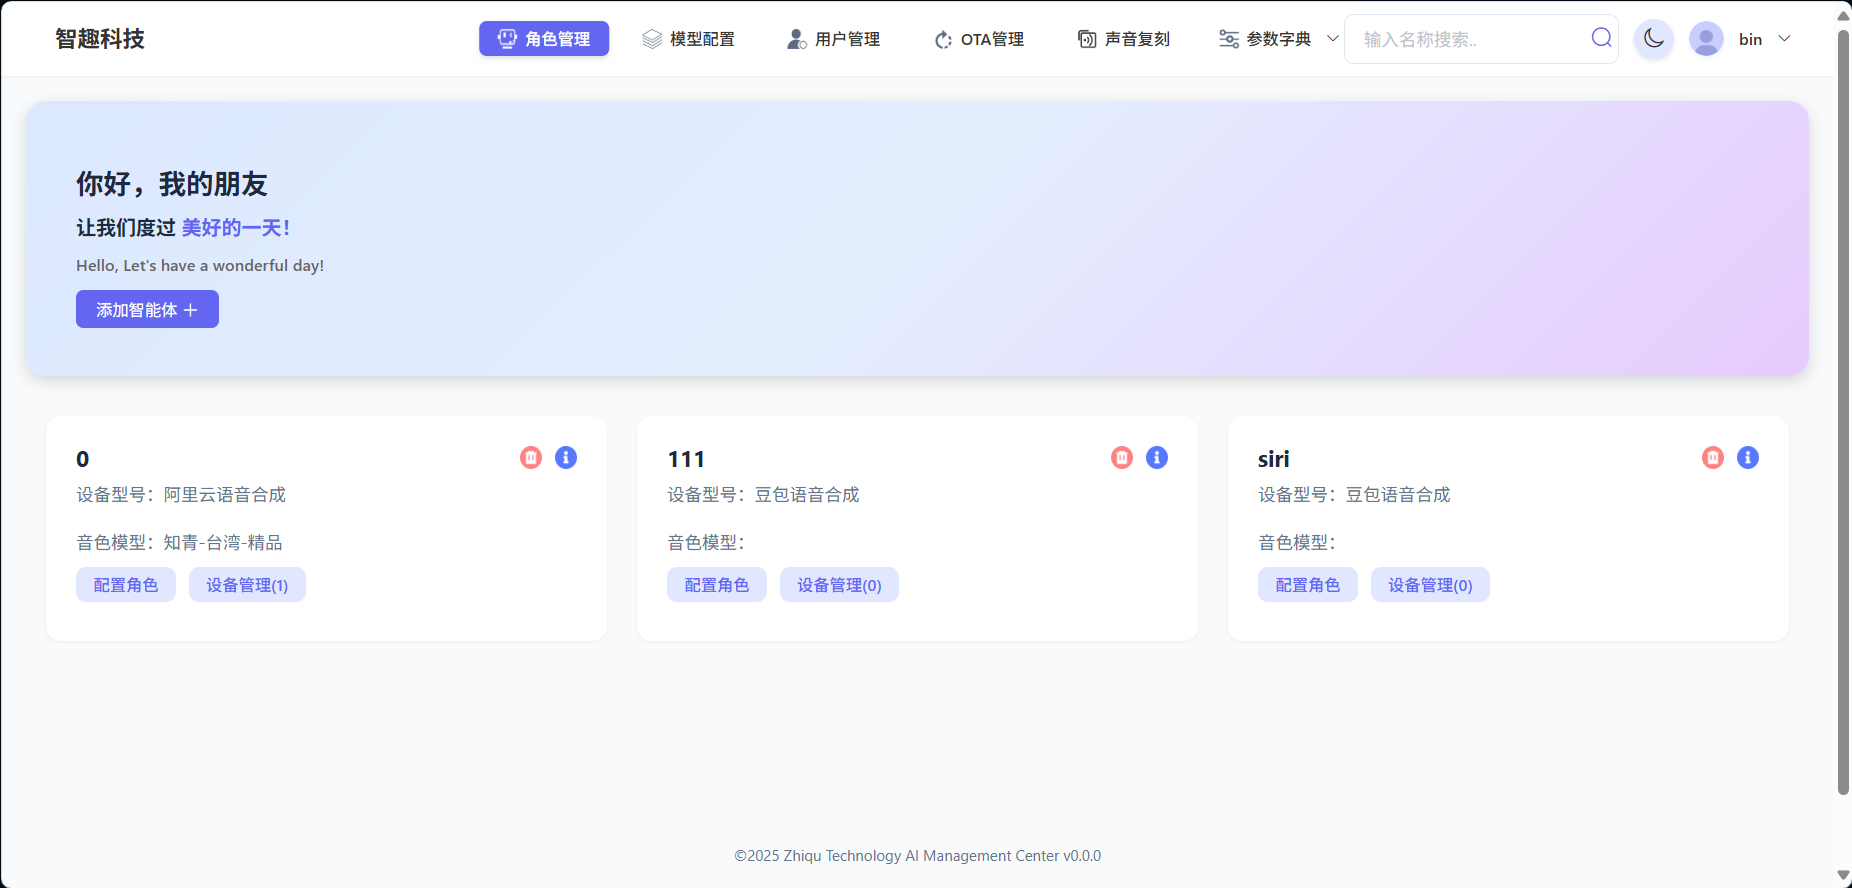 智趣科技
角色管理
模型配置
用户管理
OTA管理
声音复刻
参数字典
输入名称搜索..
bin
你好，我的朋友
让我们度过 美好的一天！
Hello, Let's have a wonderful day!
添加智能体
0
设备型号：阿里云语音合成
音色模型：知青-台湾-精品
配置角色
设备管理(1)
111
设备型号：豆包语音合成
音色模型：
配置角色
设备管理(0)
siri
设备型号：豆包语音合成
音色模型：
配置角色
设备管理(0)
©2025 Zhiqu Technology AI Management Center v0.0.0